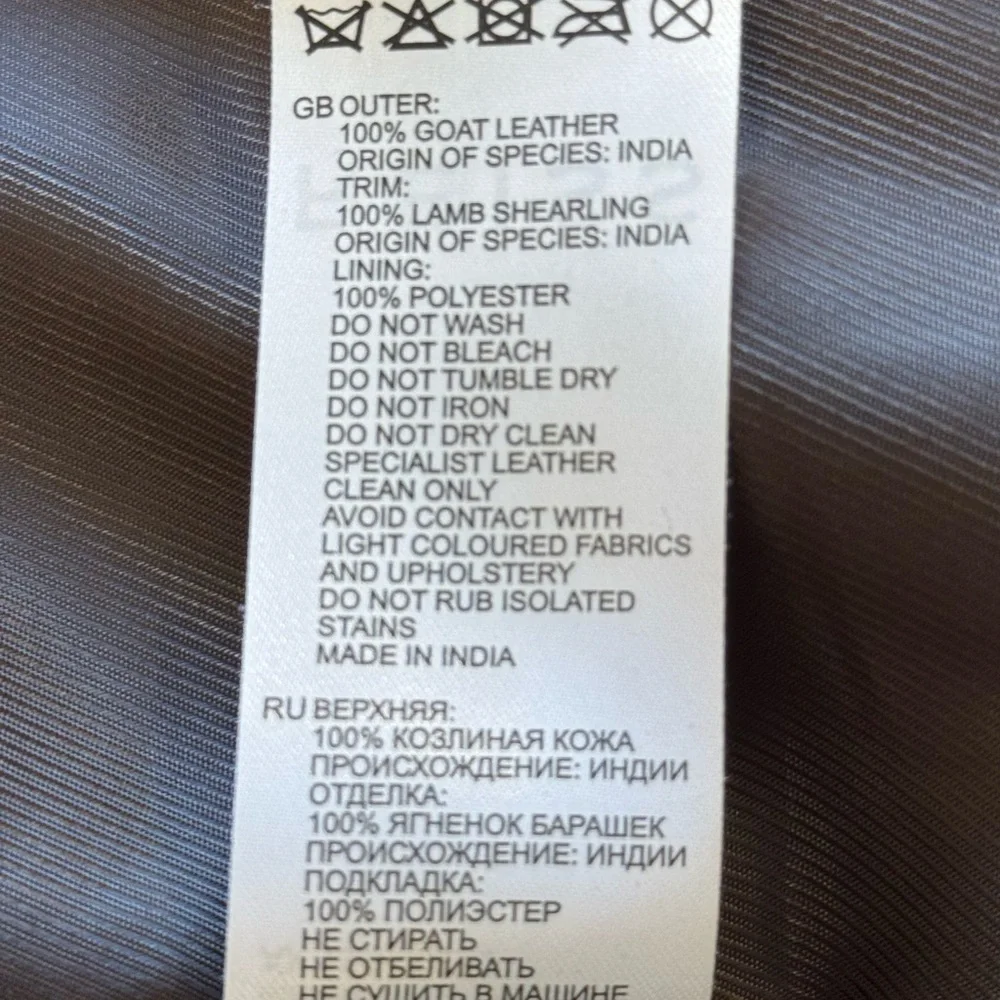 GB OUTER:
100% GOAT LEATHER
ORIGIN OF SPECIES: INDIA
TRIM:
100% LAMB SHEARLING
ORIGIN OF SPECIES: INDIA
LINING:
100% POLYESTER
DO NOT WASH
DO NOT BLEACH
DO NOT TUMBLE DRY
DO NOT IRON
DO NOT DRY CLEAN
SPECIALIST LEATHER
CLEAN ONLY
AVOID CONTACT WITH
LIGHT COLOURED FABRICS
AND UPHOLSTERY
DO NOT RUB ISOLATED
STAINS
MADE IN INDIA
RU ВЕРХНЯЯ:
100% КОЗЛИНАЯ КОЖА
ПРОИСХОЖДЕНИЕ: ИНДИИ
ОТДЕЛКА:
100% ЯГНЕНОК БАРАШЕК
ПРОИСХОЖДЕНИЕ: ИНДИИ
ПОДКЛАДКА:
100% ПОЛИЭСТЕР
НЕ СТИРАТЬ
НЕ ОТБЕЛИВАТЬ
НЕ СУШИТЬ В МАШИНЕ